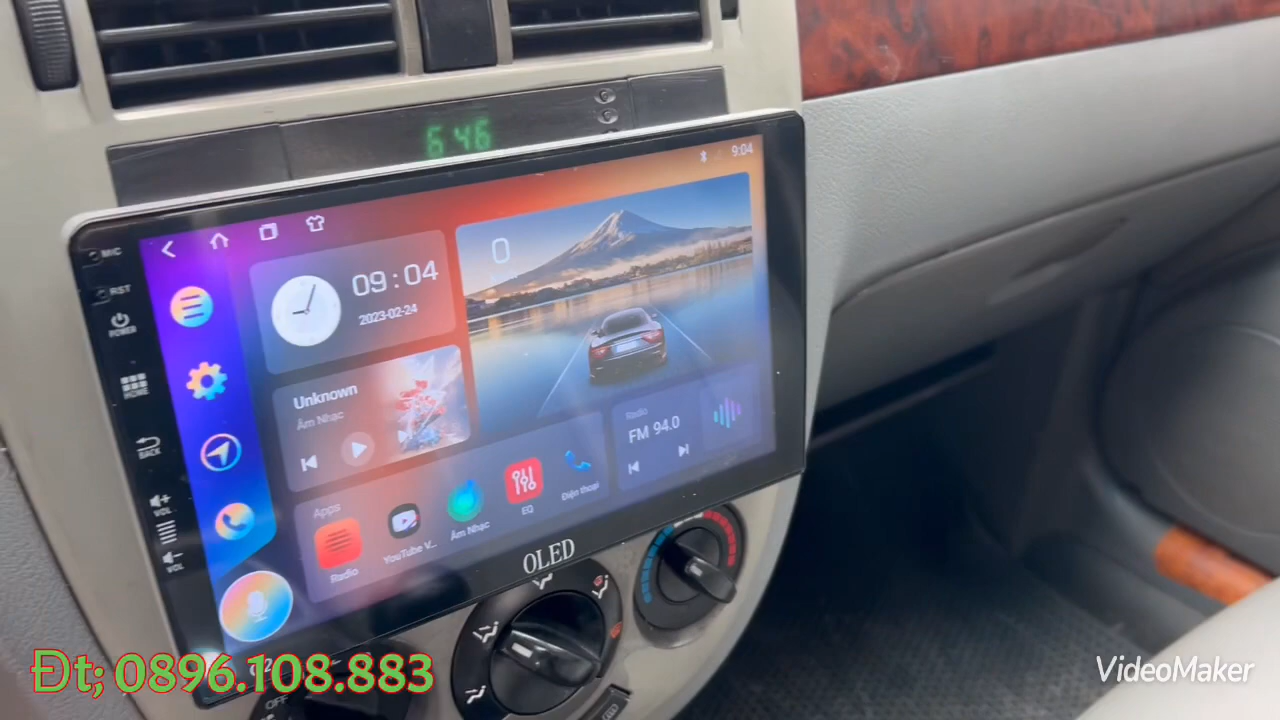 6:46
9:04
MIC
RST
POWER
HOME
BACK
VOL
VOL
09:04
2023-02-24
0
Unknown
Âm Nhạc
Radio
FM 94.0
Apps
Radio
YouTube V...
Âm Nhạc
EQ
Điện thoại
OLED
OFF
Đt; 0896.108.883
VideoMaker